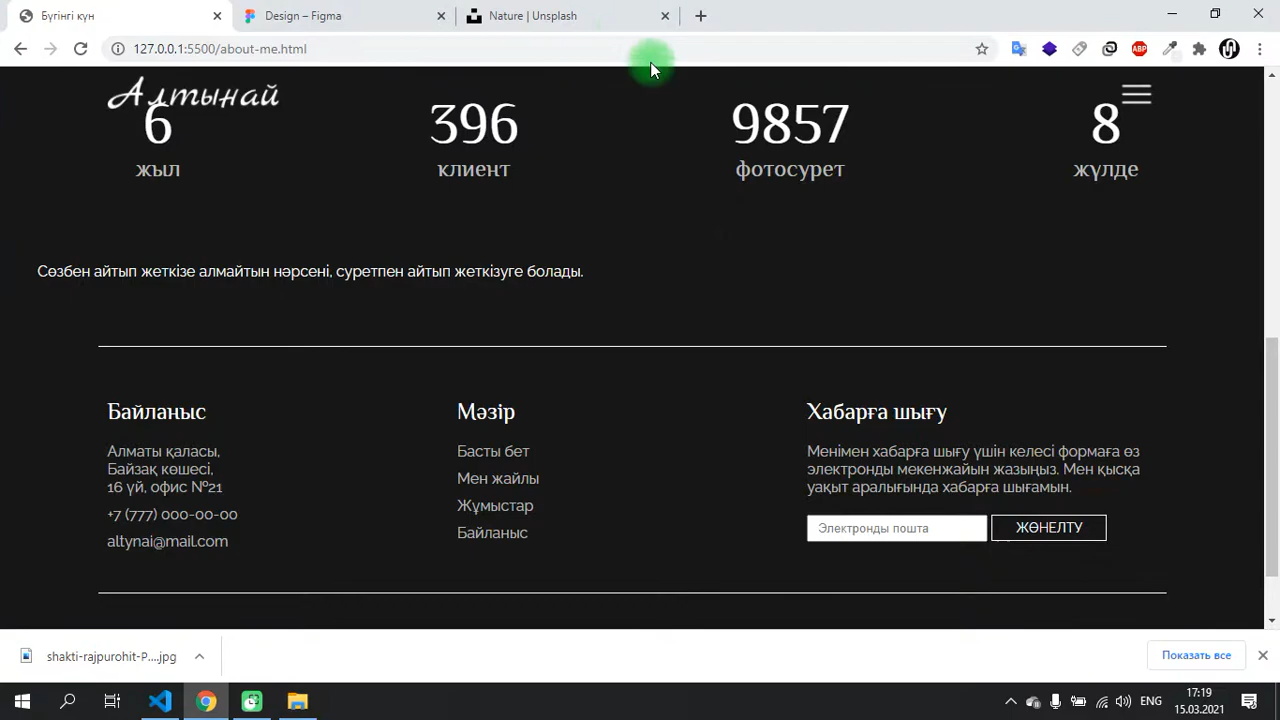 Бүгінгі күн
Design – Figma
Nature | Unsplash
127.0.0.1:5500/about-me.html
ABP
Алтынай
6
396
9857
8
жыл
клиент
фотосурет
жүлде
Сөзбен айтып жеткізе алмайтын нәрсені, суретпен айтып жеткізуге болады.
Байланыс
Мәзір
Хабарға шығу
Алматы қаласы,
Байзақ көшесі,
16 үй, офис №21
+7 (777) 000-00-00
altynai@mail.com
Басты бет
Мен жайлы
Жұмыстар
Байланыс
Менімен хабарға шығу үшін келесі формаға өз
электронды мекенжайын жазыңыз. Мен қысқа
уақыт аралығында хабарға шығамын.
Электронды пошта
ЖӨНЕЛТУ
shakti-rajpurohit-P....jpg
Показать все
ENG
17:19
15.03.2021